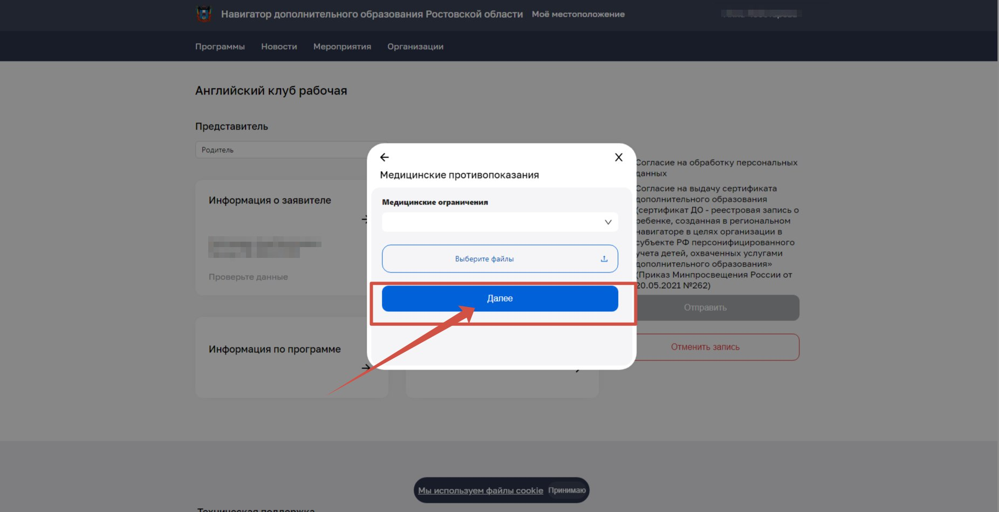 Навигатор дополнительного образования Ростовской области
Моё местоположение
Программы
Новости
Мероприятия
Организации
Английский клуб рабочая
Представитель
Родитель
Информация о заявителе
Проверьте данные
Информация по программе
Медицинские противопоказания
Медицинские ограничения
Выберите файлы
Далее
Согласие на обработку персональных
данных
Согласие на выдачу сертификата
дополнительного образования
(сертификат ДО - реестровая запись о
ребенке, созданная в региональном
навигаторе в целях организации в
субъекте РФ персонифицированного
учета детей, охваченных услугами
дополнительного образования»
(Приказ Минпросвещения России от
20.05.2021 №262)
Отправить
Отменить запись
Мы используем файлы cookie
Принимаю
Техническая поддержка